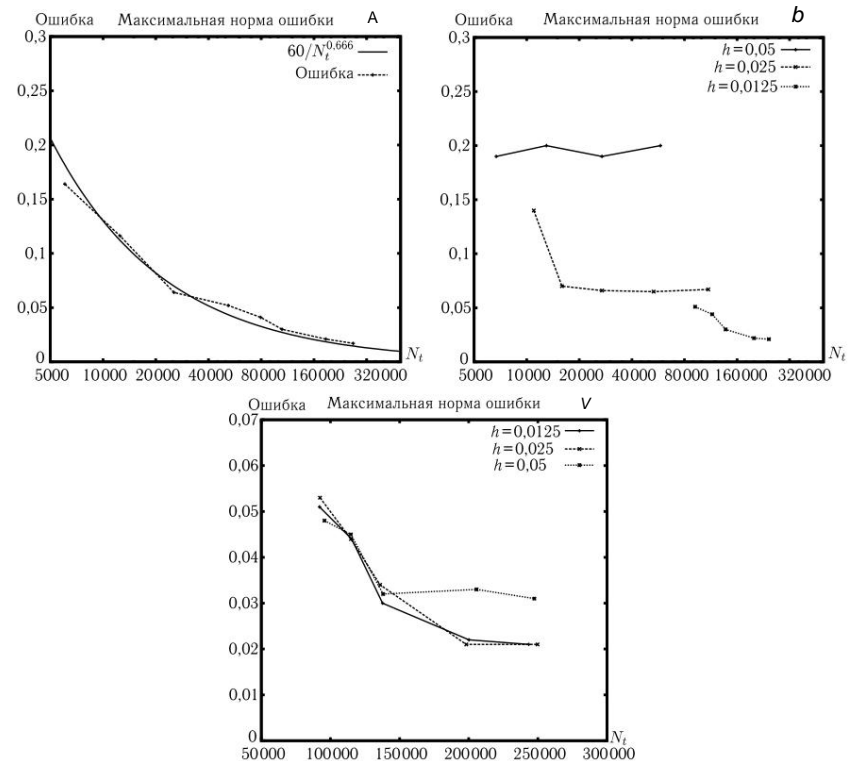 Ошибка Максимальная норма ошибки A
0,3
0,25
0,2
0,15
0,1
0,05
0
60/N_t^0,666
Ошибка
N_t
5000 10000 20000 40000 80000 160000 320000
Ошибка Максимальная норма ошибки b
0,3
0,25
0,2
0,15
0,1
0,05
0
h=0,05
h=0,025
h=0,0125
N_t
5000 10000 20000 40000 80000 160000 320000
Ошибка Максимальная норма ошибки V
0,07
0,06
0,05
0,04
0,03
0,02
0,01
0
h=0,0125
h=0,025
h=0,05
N_t
50000 100000 150000 200000 250000 300000